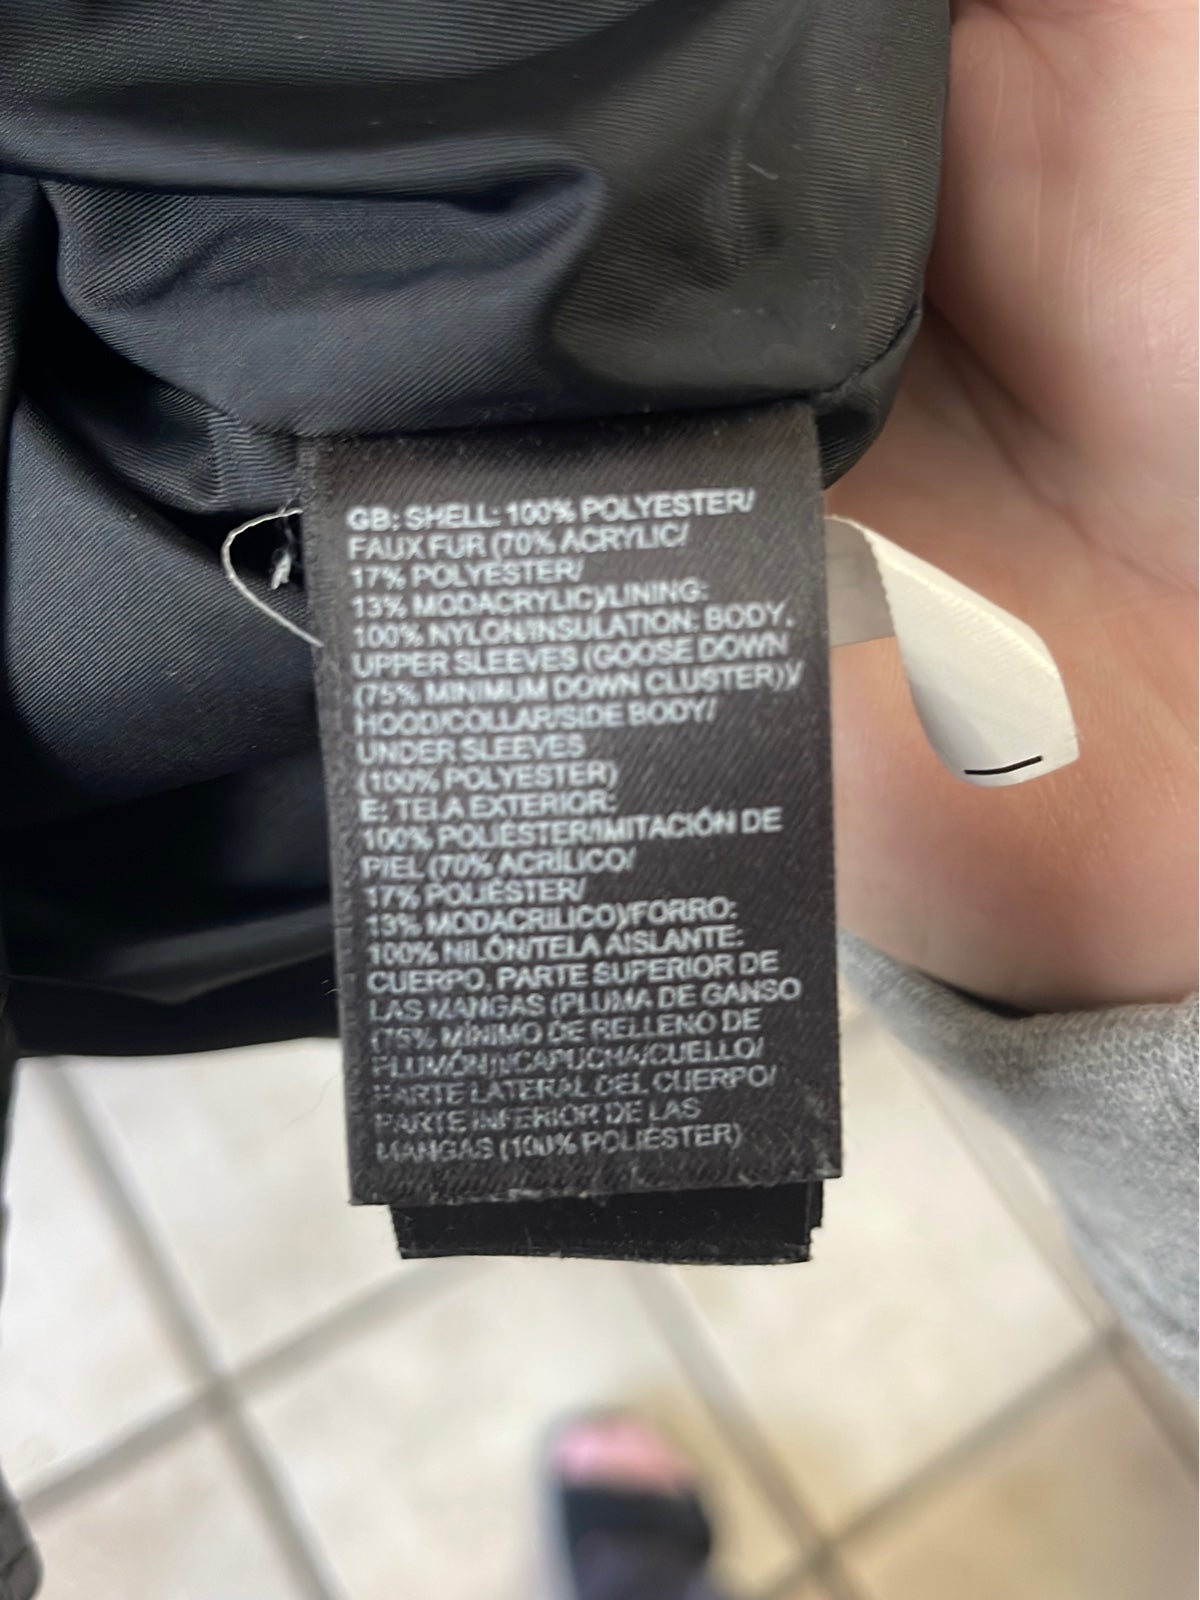 GB: SHELL: 100% POLYESTER/
FAUX FUR (70% ACRYLIC/
17% POLYESTER/
13% MODACRYLIC)/LINING:
100% NYLON/INSULATION: BODY,
UPPER SLEEVES (GOOSE DOWN
(75% MINIMUM DOWN CLUSTER))/
HOOD/COLLAR/SIDE BODY/
UNDER SLEEVES
(100% POLYESTER)
E: TELA EXTERIOR:
100% POLIÉSTER/IMITACIÓN DE
PIEL (70% ACRÍLICO/
17% POLIÉSTER/
13% MODACRILICO)/FORRO:
100% NILÓN/TELA AISLANTE:
CUERPO, PARTE SUPERIOR DE
LAS MANGAS (PLUMA DE GANSO
(75% MÍNIMO DE RELLENO DE
PLUMÓN))/CAPUCHA/CUELLO/
PARTE LATERAL DEL CUERPO/
PARTE INFERIOR DE LAS
MANGAS (100% POLIÉSTER)